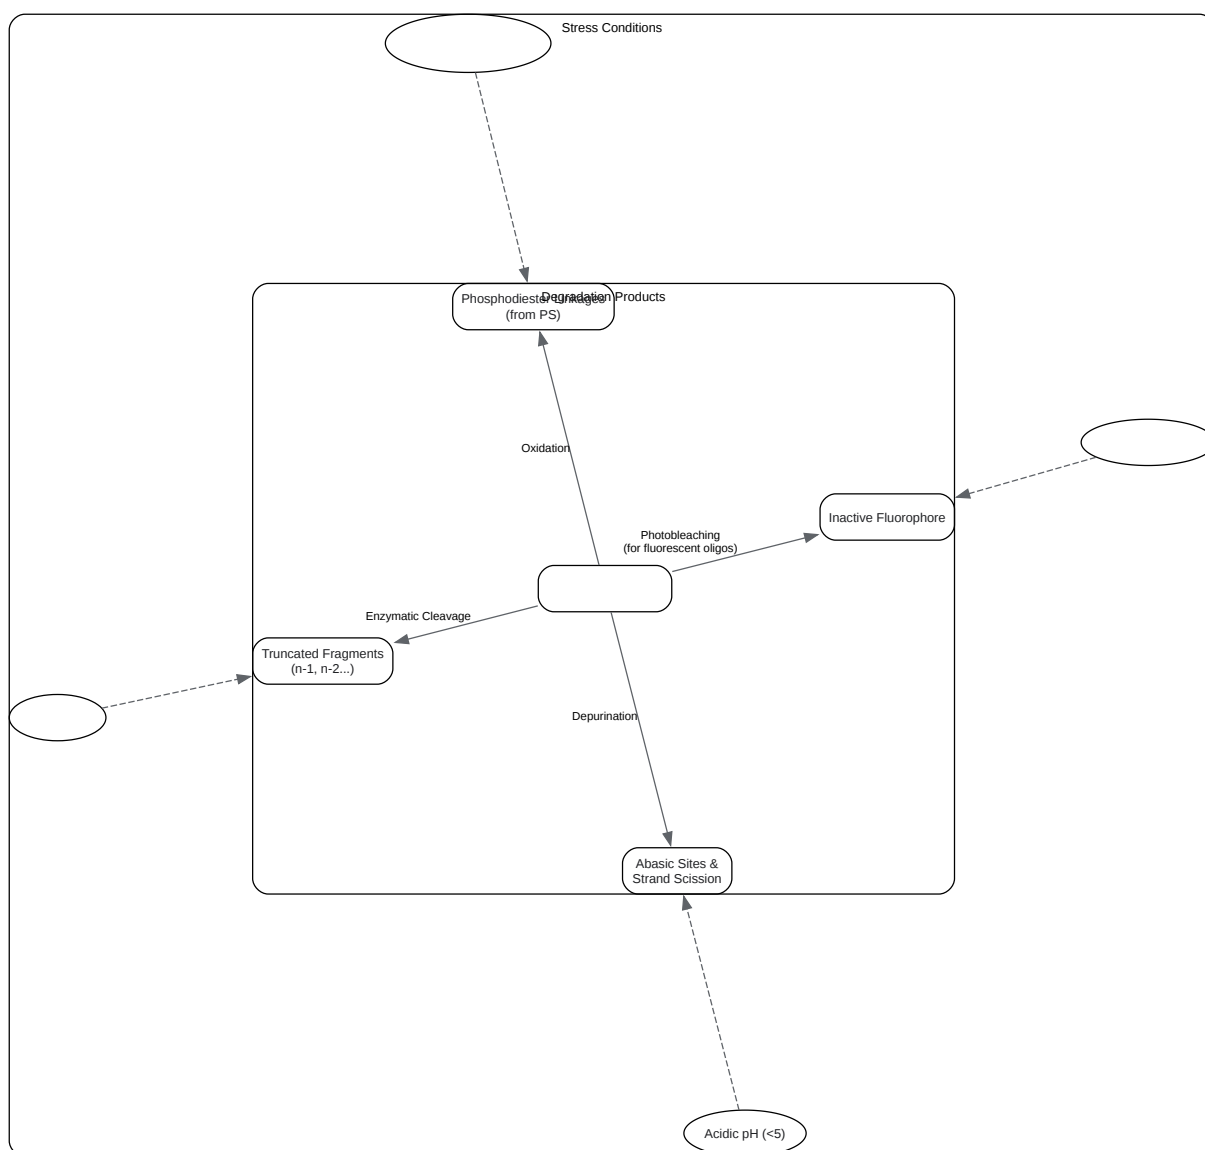 Stress Conditions
Degradation Products
Phosphodiester Linkages
(from PS)
Oxidation
Inactive Fluorophore
Photobleaching
(for fluorescent oligos)
Enzymatic Cleavage
Truncated Fragments
(n-1, n-2...)
Depurination
Abasic Sites &
Strand Scission
Acidic pH (<5)